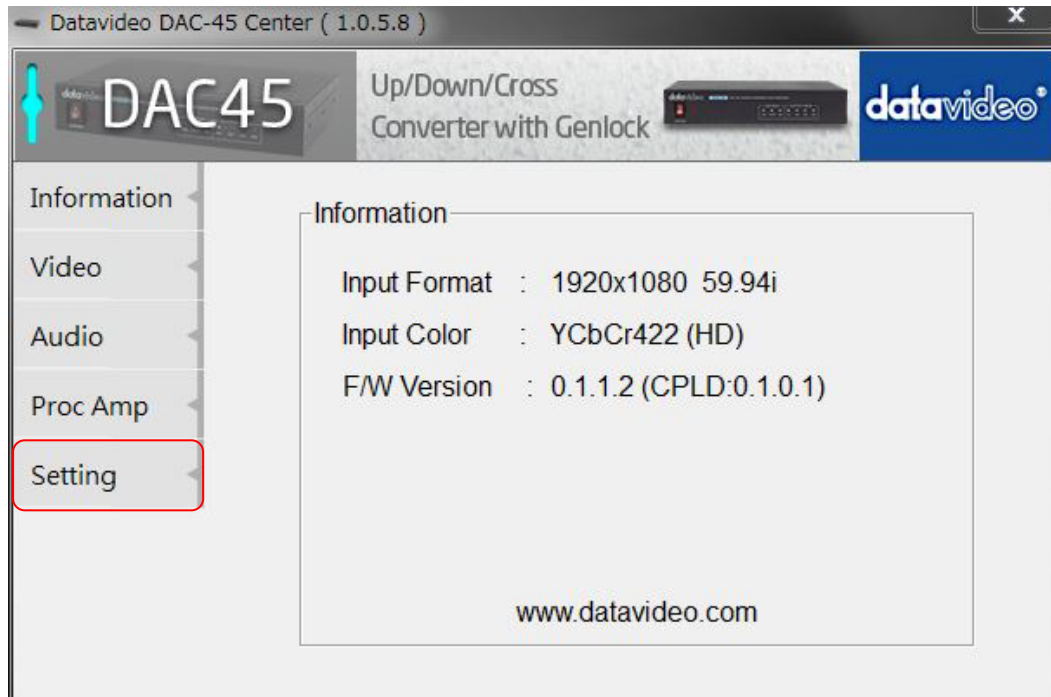 Datavideo DAC-45 Center ( 1.0.5.8 )
x
DAC45
Up/Down/Cross
Converter with Genlock
datavideo
Information
Video
Audio
Proc Amp
Setting
Information
Input Format : 1920x1080 59.94i
Input Color : YCbCr422 (HD)
F/W Version : 0.1.1.2 (CPLD:0.1.0.1)
www.datavideo.com